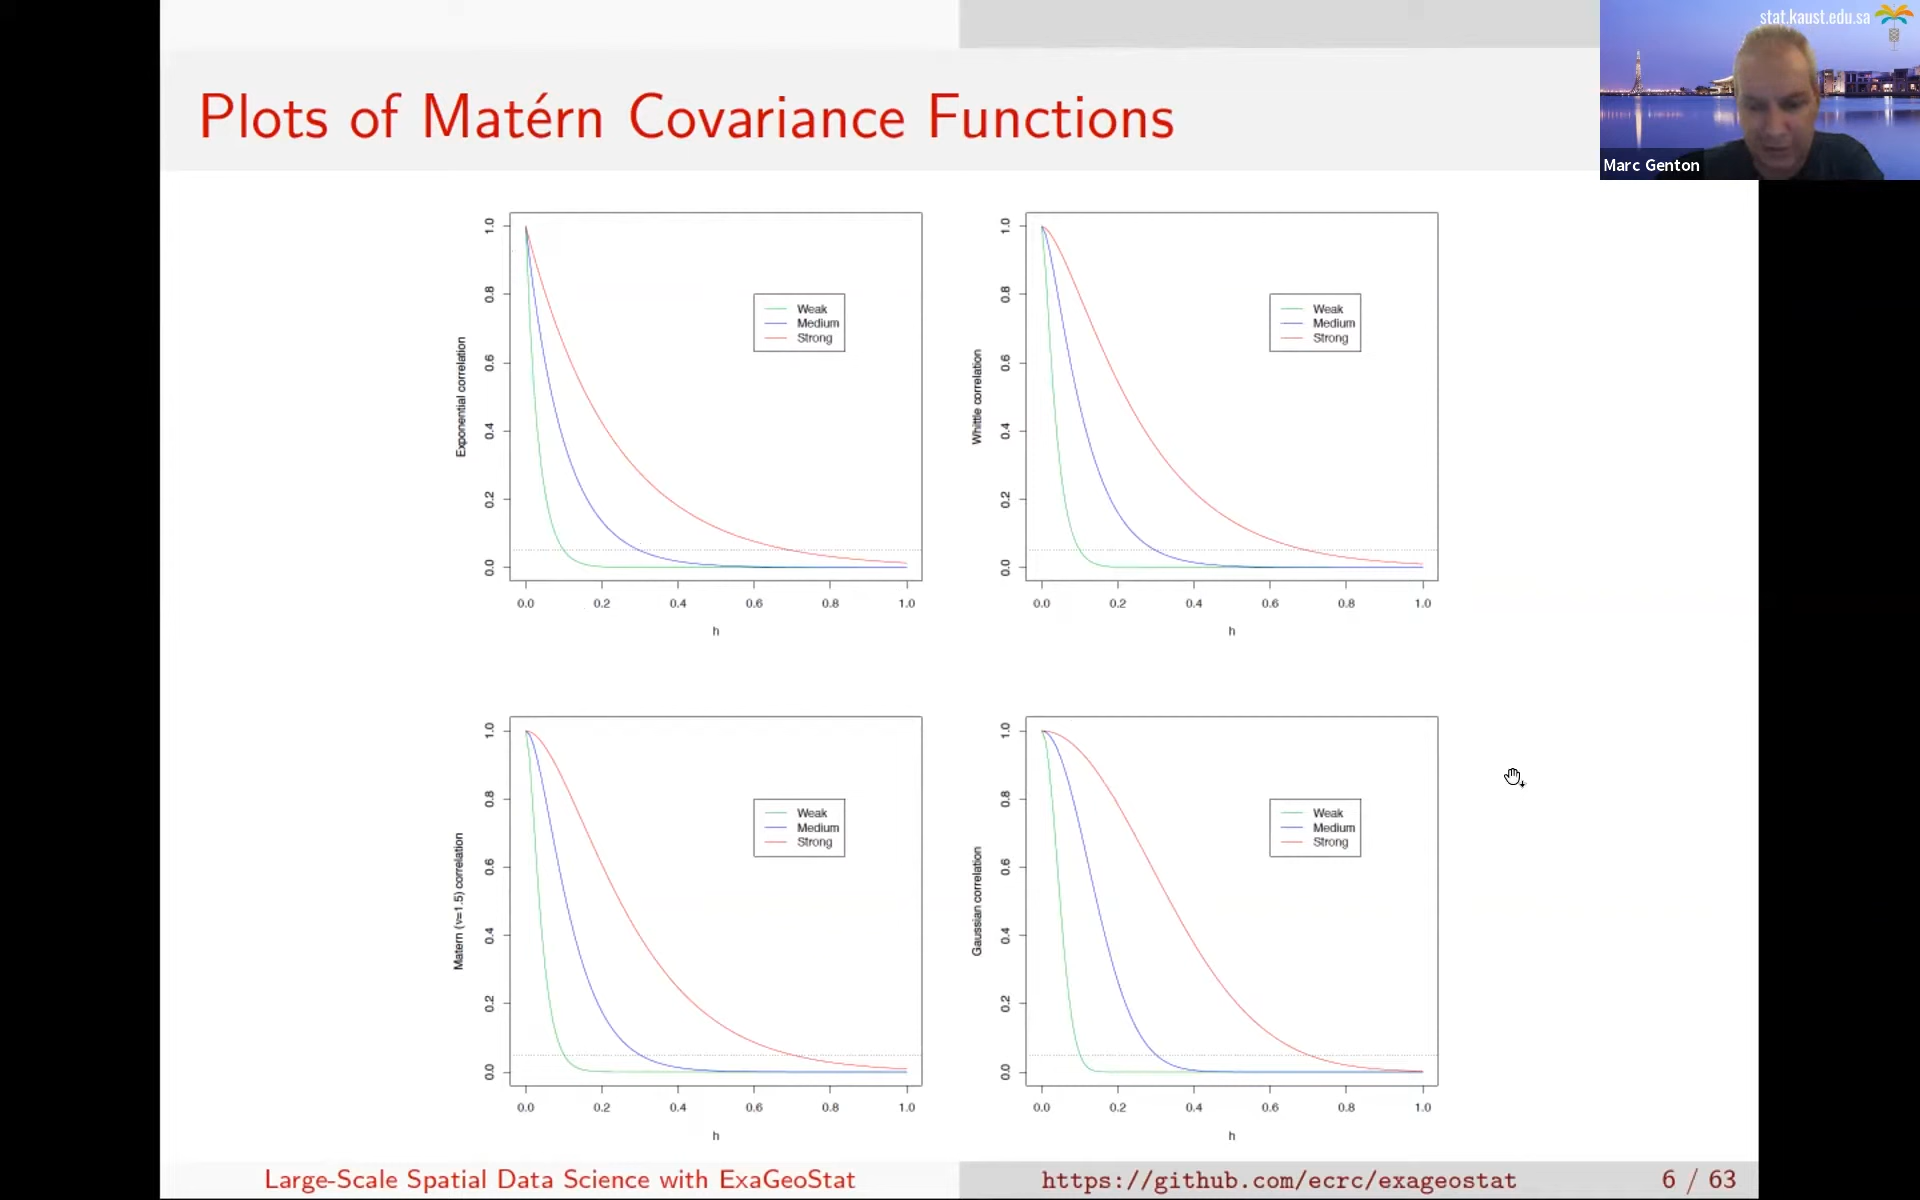 stat.kaust.edu.sa
Marc Genton
Plots of Matérn Covariance Functions
Exponential correlation
1.0
0.8
0.6
0.4
0.2
0.0
Weak
Medium
Strong
0.0 0.2 0.4 0.6 0.8 1.0
h
Whittle correlation
1.0
0.8
0.6
0.4
0.2
0.0
Weak
Medium
Strong
0.0 0.2 0.4 0.6 0.8 1.0
h
Matern (ν=1.5) correlation
1.0
0.8
0.6
0.4
0.2
0.0
Weak
Medium
Strong
0.0 0.2 0.4 0.6 0.8 1.0
h
Gaussian correlation
1.0
0.8
0.6
0.4
0.2
0.0
Weak
Medium
Strong
0.0 0.2 0.4 0.6 0.8 1.0
h
Large-Scale Spatial Data Science with ExaGeoStat
https://github.com/ecrc/exageostat
6 / 63